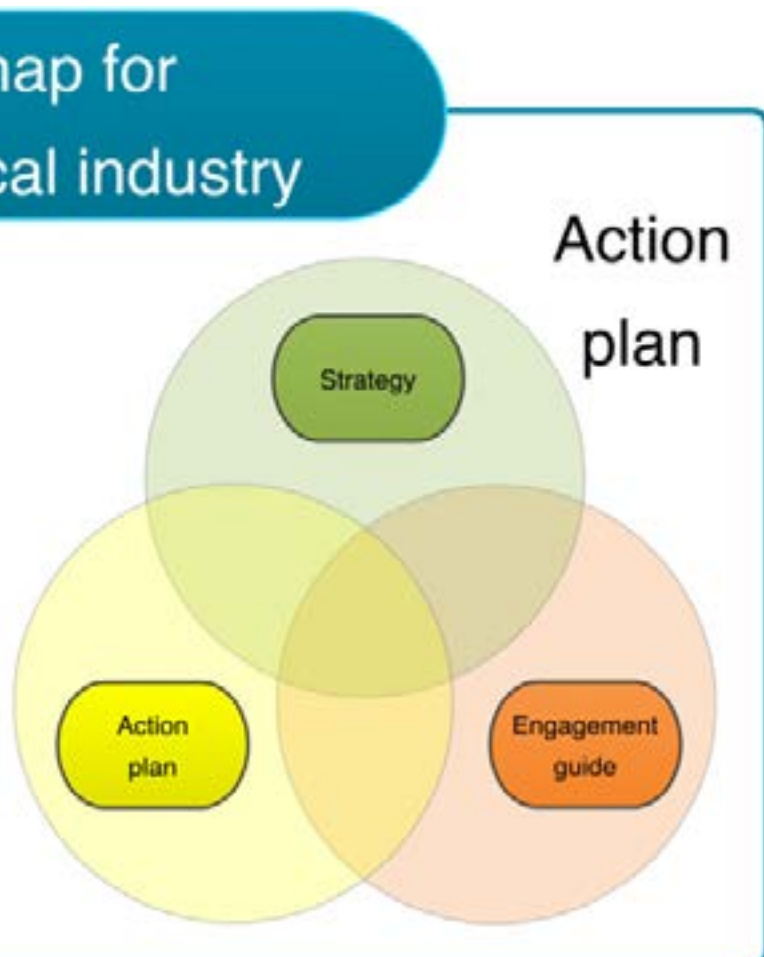 map for
cal industry
Action
plan
Strategy
Action
plan
Engagement
guide